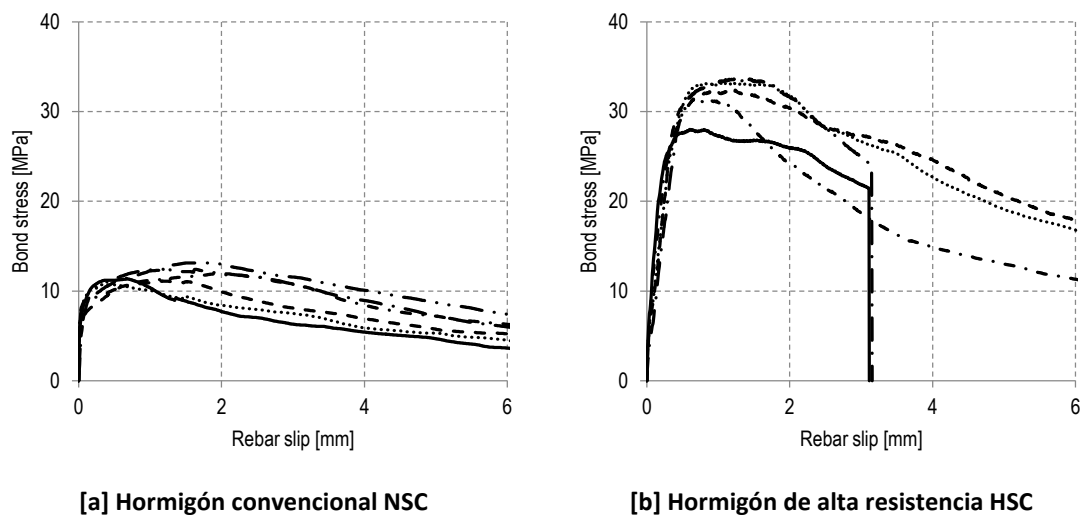 40
30
20
10
0
Bond stress [MPa]
0 2 4 6
Rebar slip [mm]
[a] Hormigón convencional NSC
40
30
20
10
0
Bond stress [MPa]
0 2 4 6
Rebar slip [mm]
[b] Hormigón de alta resistencia HSC